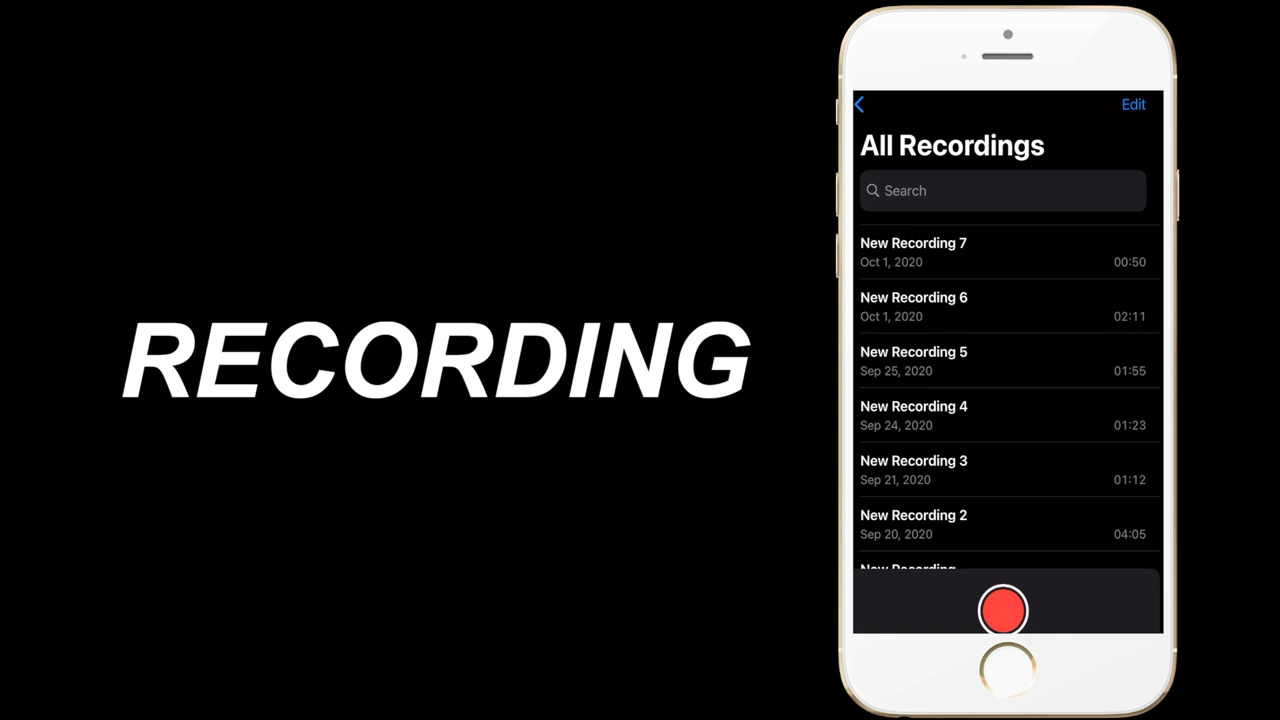 RECORDING
Edit
All Recordings
Search
New Recording 7
Oct 1, 2020 00:50
New Recording 6
Oct 1, 2020 02:11
New Recording 5
Sep 25, 2020 01:55
New Recording 4
Sep 24, 2020 01:23
New Recording 3
Sep 21, 2020 01:12
New Recording 2
Sep 20, 2020 04:05
New Recording